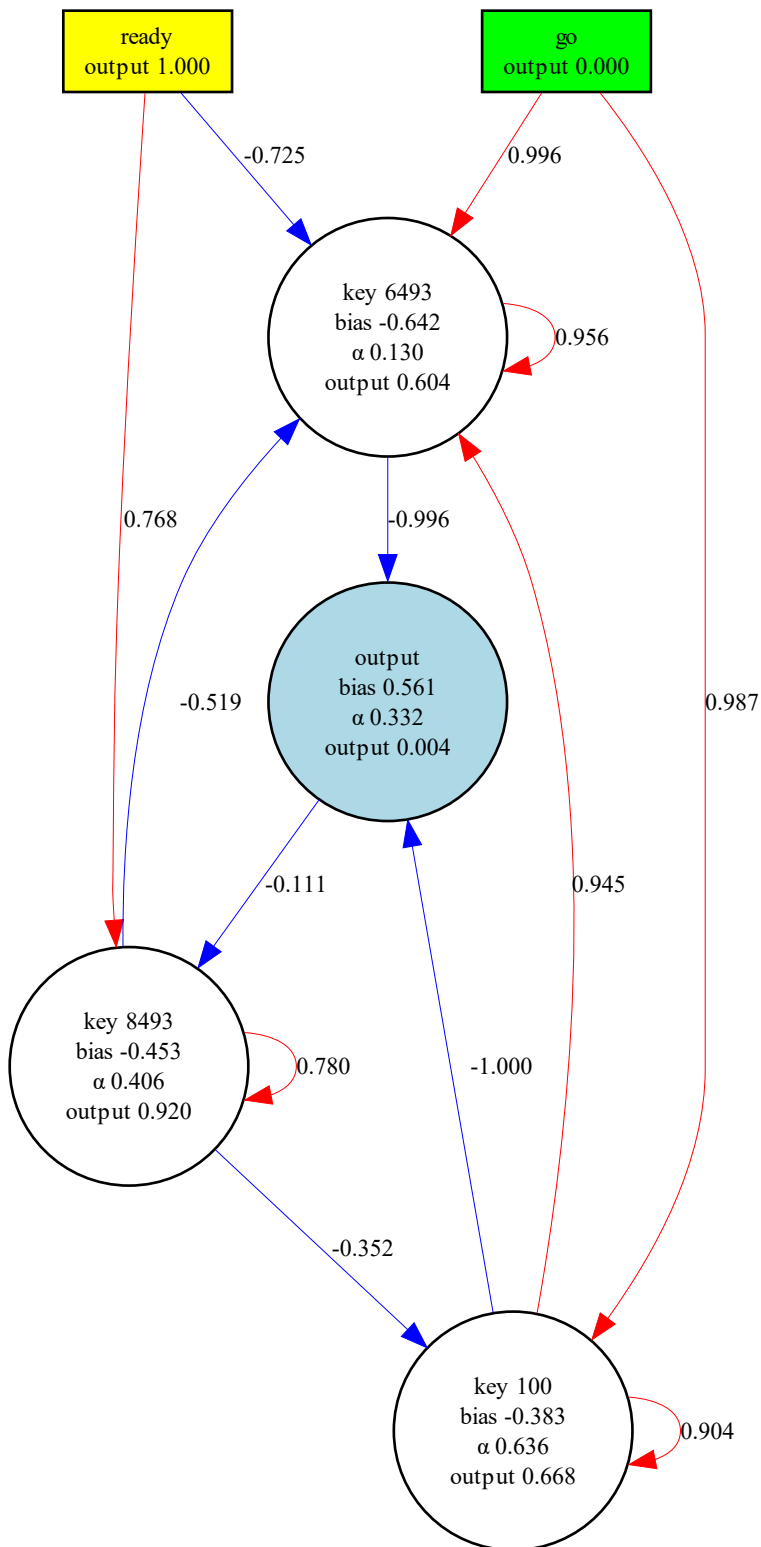 ready
output 1.000
go
output 0.000
-0.725
0.996
key 6493
bias -0.642
α 0.130
output 0.604
0.956
0.768
-0.996
-0.519
output
bias 0.561
α 0.332
output 0.004
0.987
-0.111
0.945
key 8493
bias -0.453
α 0.406
output 0.920
0.780
-1.000
-0.352
key 100
bias -0.383
α 0.636
output 0.668
0.904